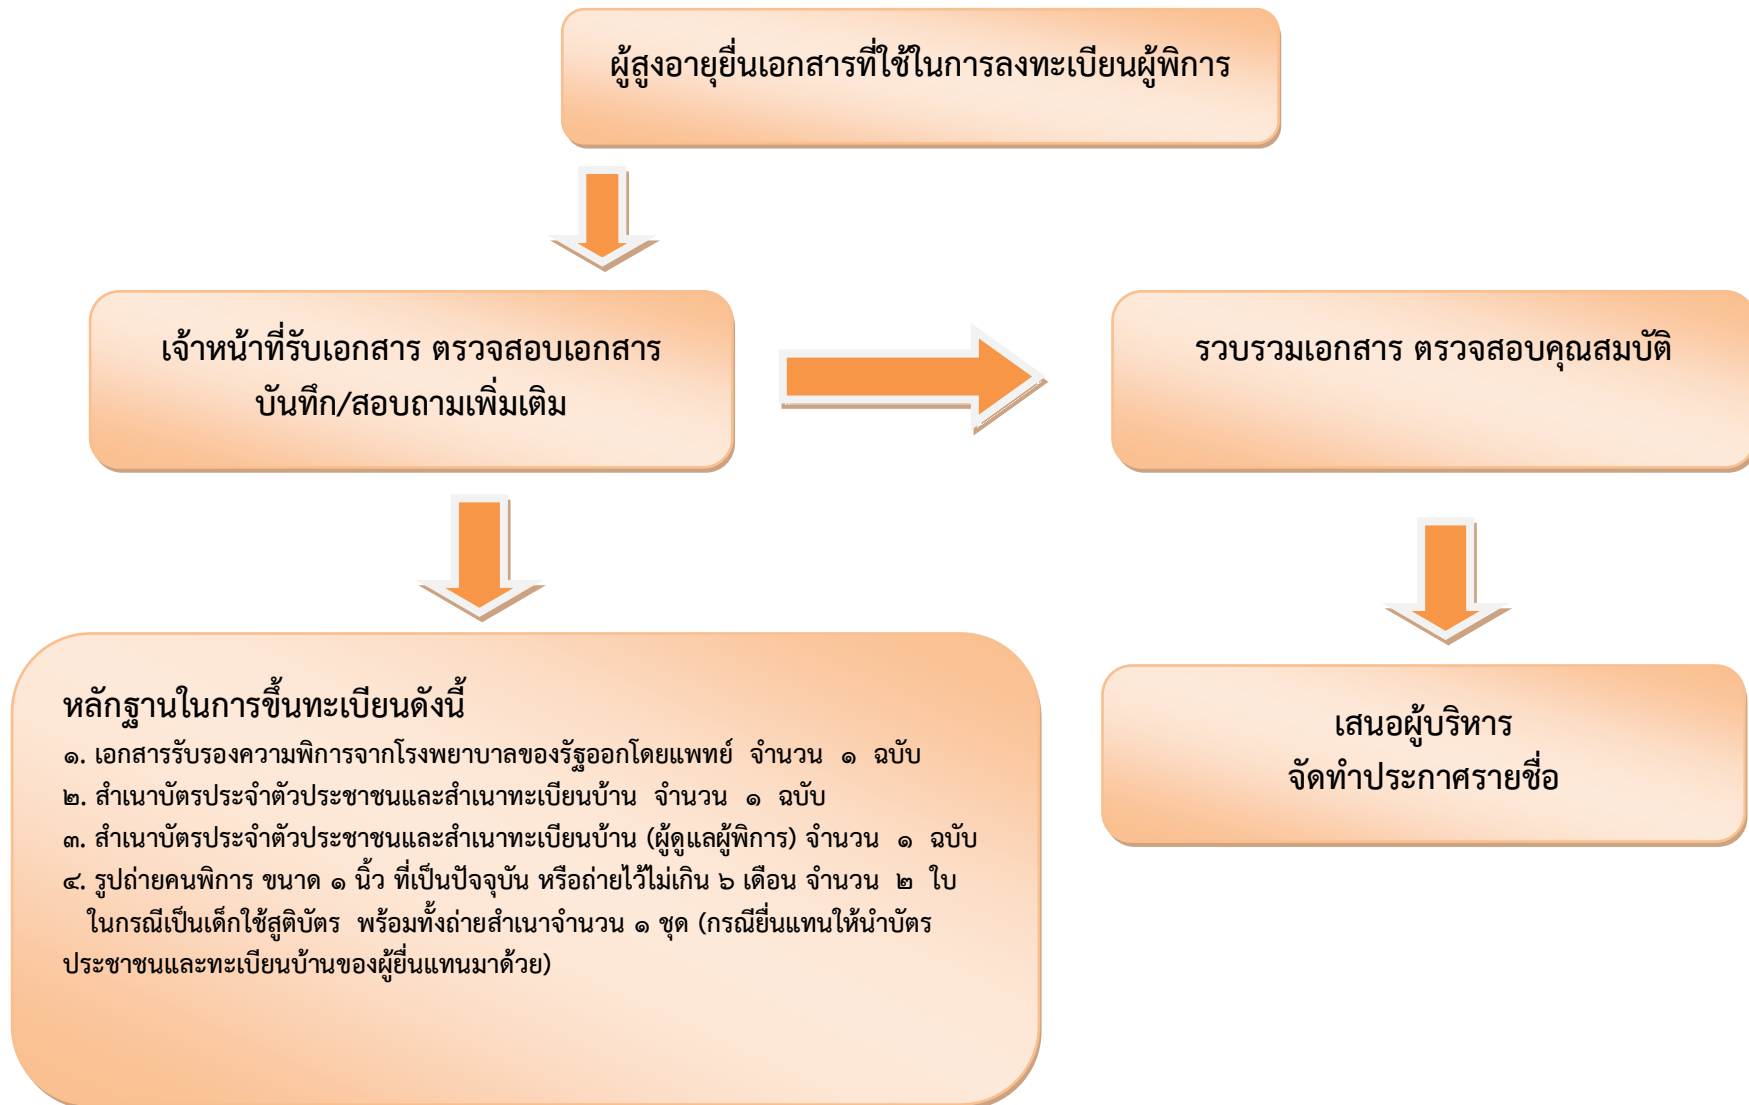 ผู้สูงอายุยื่นเอกสารที่ใช้ในการลงทะเบียนผู้พิการ
เจ้าหน้าที่รับเอกสาร ตรวจสอบเอกสาร
บันทึก/สอบถามเพิ่มเติม
รวบรวมเอกสาร ตรวจสอบคุณสมบัติ
หลักฐานในการขึ้นทะเบียนดังนี้
๑. เอกสารรับรองความพิการจากโรงพยาบาลของรัฐออกโดยแพทย์ จำนวน ๑ ฉบับ
๒. สำเนาบัตรประจำตัวประชาชนและสำเนาทะเบียนบ้าน จำนวน ๑ ฉบับ
๓. สำเนาบัตรประจำตัวประชาชนและสำเนาทะเบียนบ้าน (ผู้ดูแลผู้พิการ) จำนวน ๑ ฉบับ
๔. รูปถ่ายคนพิการ ขนาด ๑ นิ้ว ที่เป็นปัจจุบัน หรือถ่ายไว้ไม่เกิน ๖ เดือน จำนวน ๒ ใบ
ในกรณีเป็นเด็กใช้สูติบัตร พร้อมทั้งถ่ายสำเนาจำนวน ๑ ชุด (กรณียื่นแทนให้นำบัตร
ประชาชนและทะเบียนบ้านของผู้ยื่นแทนมาด้วย)
เสนอผู้บริหาร
จัดทำประกาศรายชื่อ